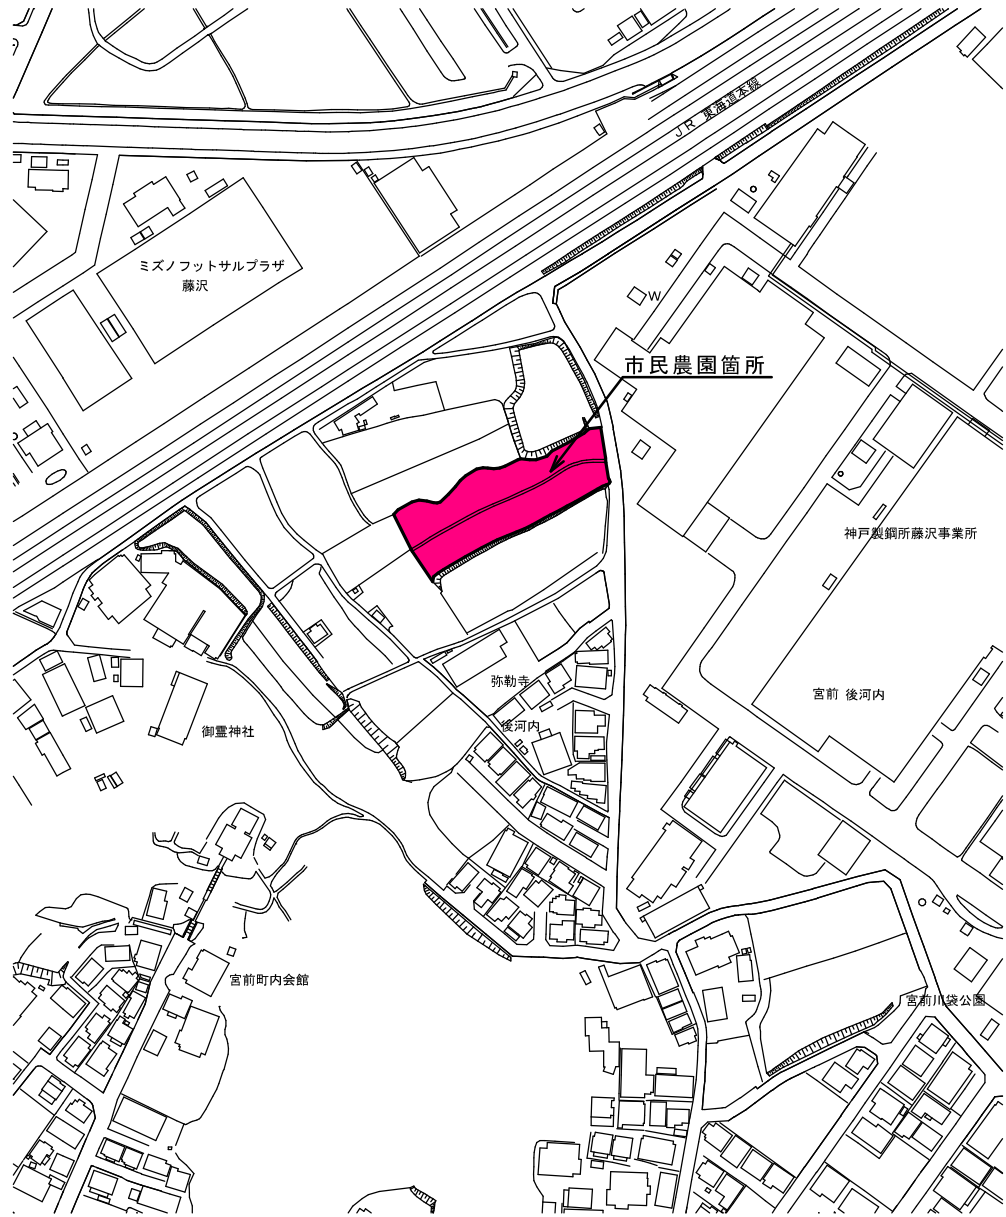 JR 東海道本線
ミズノフットサルプラザ
藤沢
W
市民農園箇所
神戸製鋼所藤沢事業所
弥勒寺
宮前 後河内
後河内
御霊神社
宮前町内会館
宮前川袋公園